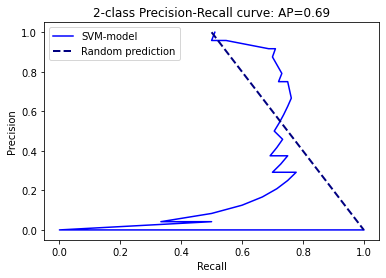 2-class Precision-Recall curve: AP=0.69
SVM-model
Random prediction
Precision
1.0
0.8
0.6
0.4
0.2
0.0
0.0 0.2 0.4 0.6 0.8 1.0
Recall